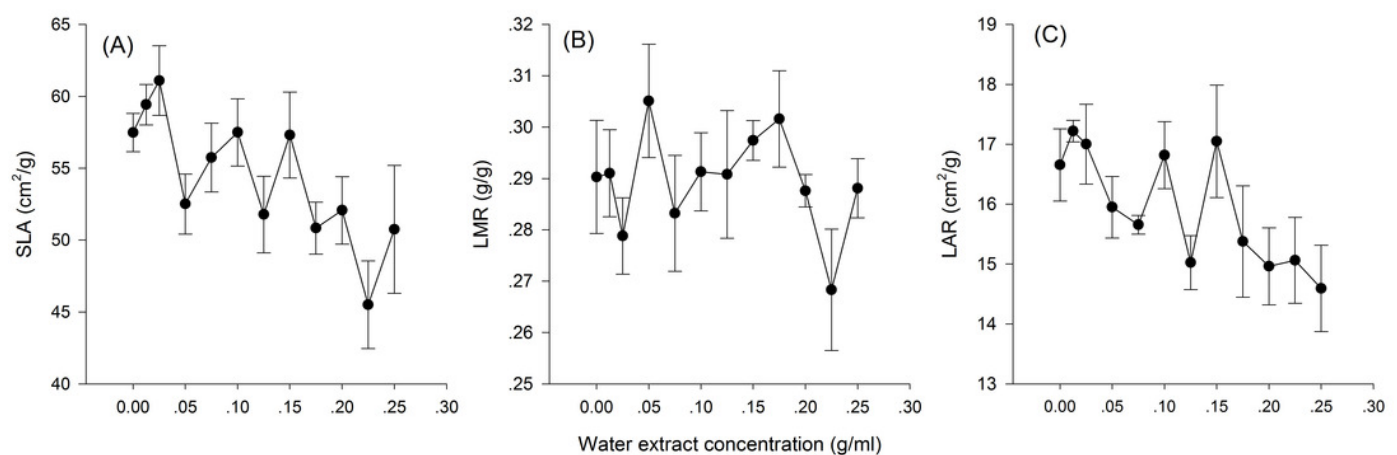 (A)
65
60
55
50
45
40
SLA (cm²/g)
0.00 .05 .10 .15 .20 .25 .30
(B)
.32
.31
.30
.29
.28
.27
.26
.25
LMR (g/g)
0.00 .05 .10 .15 .20 .25 .30
(C)
19
18
17
16
15
14
13
LAR (cm²/g)
0.00 .05 .10 .15 .20 .25 .30
Water extract concentration (g/ml)